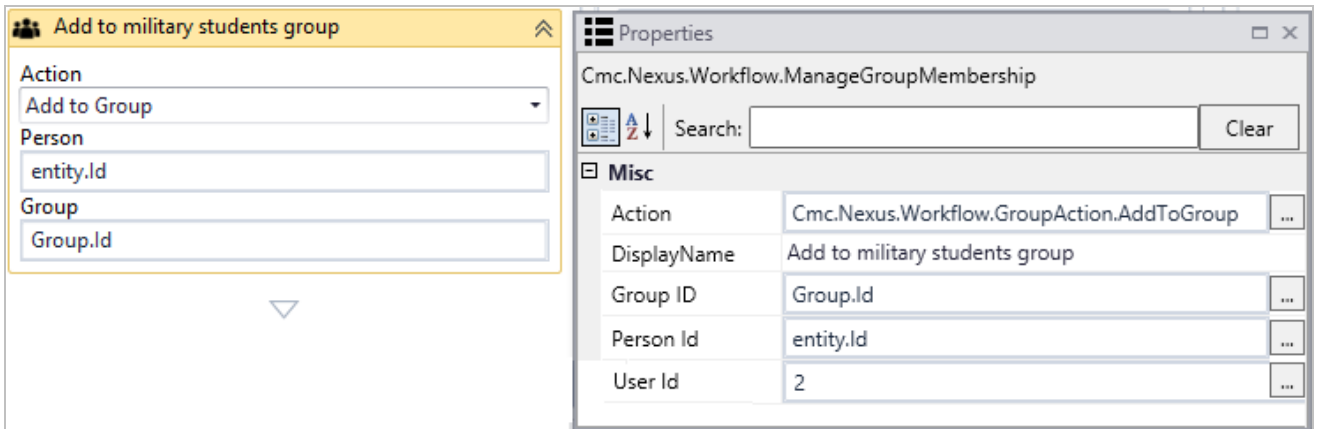 Add to military students group
Action
Add to Group
Person
entity.Id
Group
Group.Id
Properties
Cmc.Nexus.Workflow.ManageGroupMembership
A Z Search: Clear
Misc
Action Cmc.Nexus.Workflow.GroupAction.AddToGroup ...
DisplayName Add to military students group
Group ID Group.Id ...
Person Id entity.Id ...
User Id 2 ...